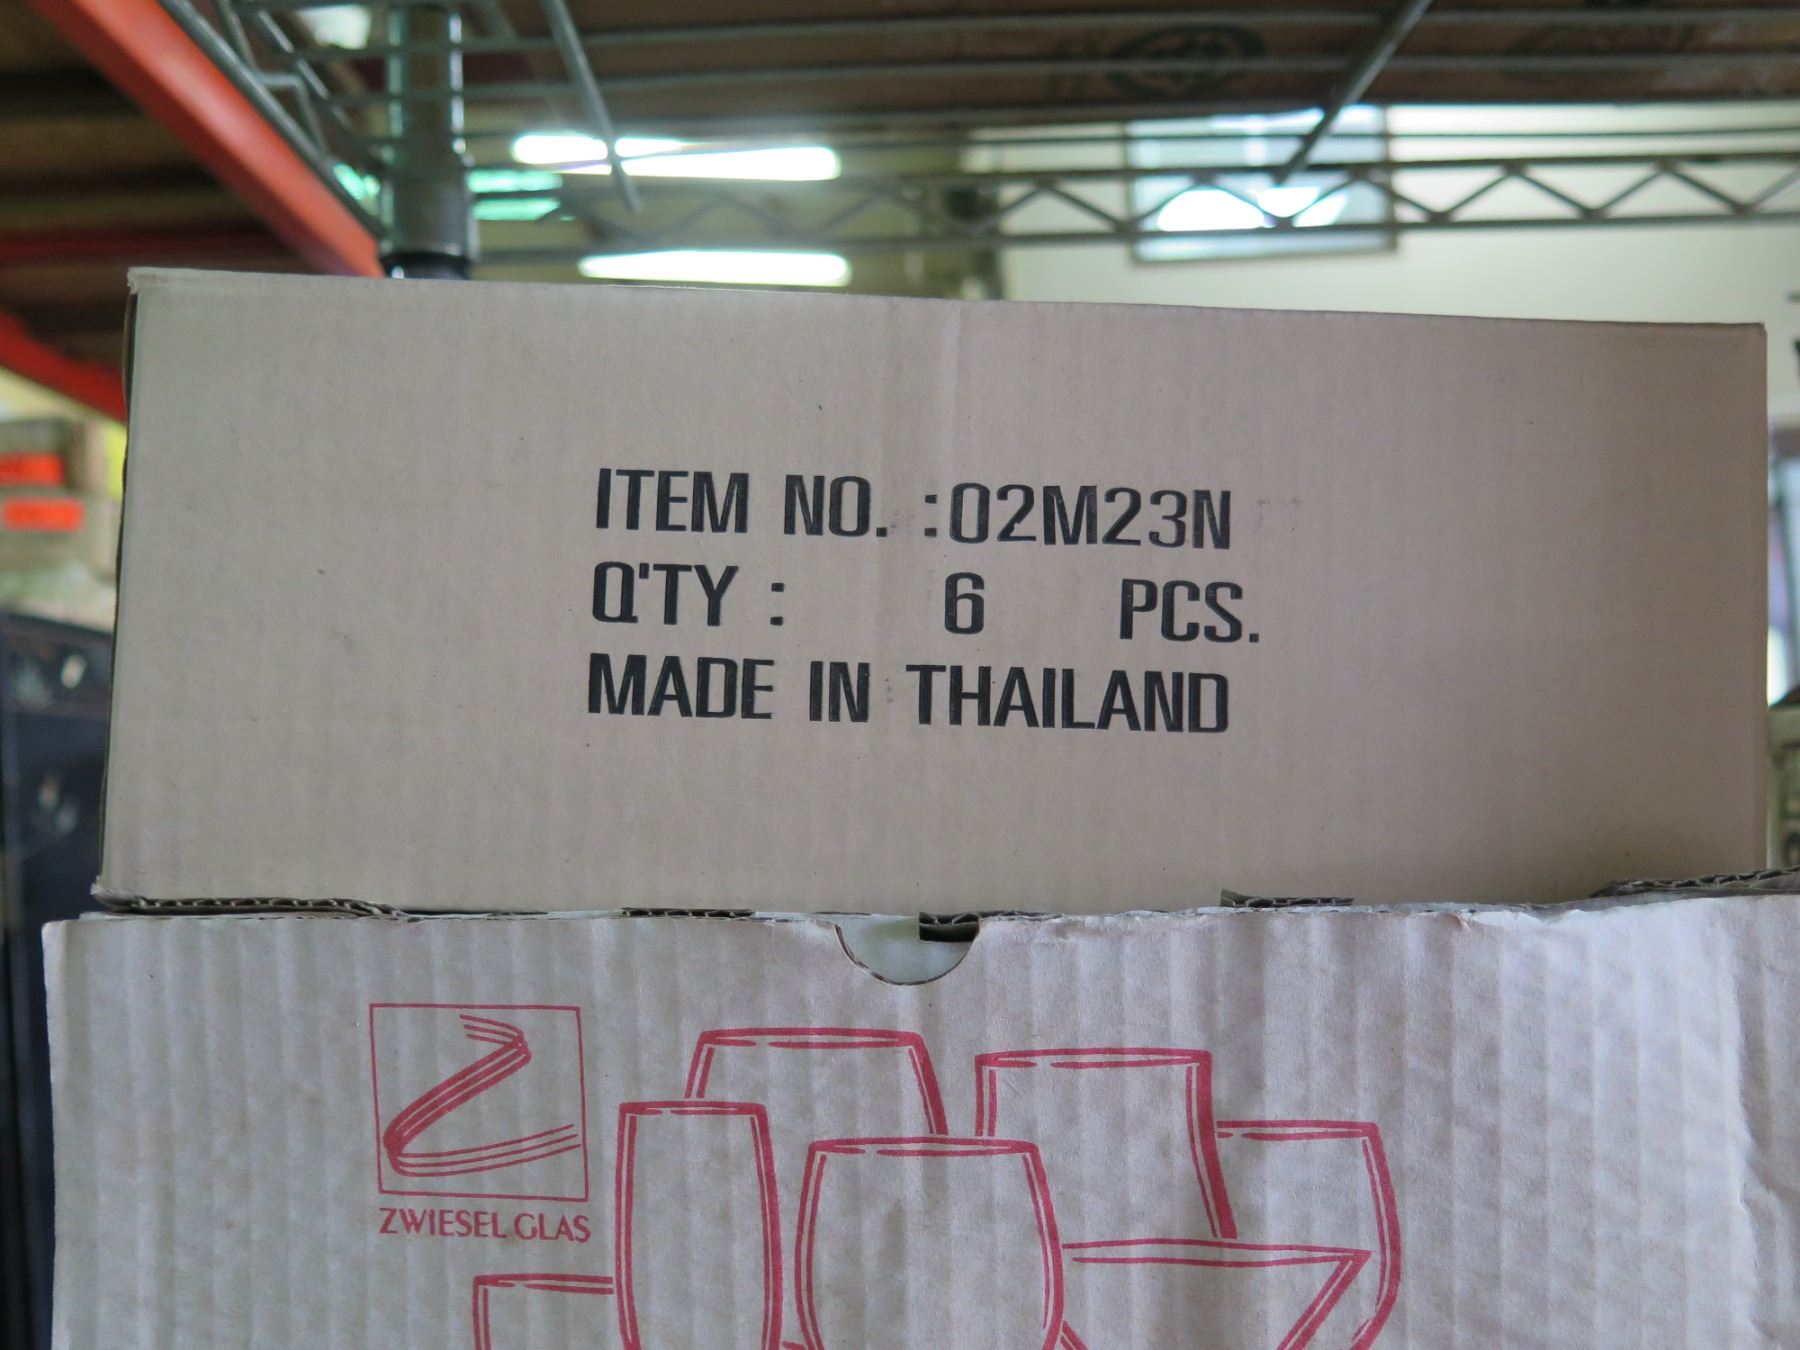 ITEM NO. :02M23N
Q'TY : 6 PCS.
MADE IN THAILAND
ZWIESEL GLAS